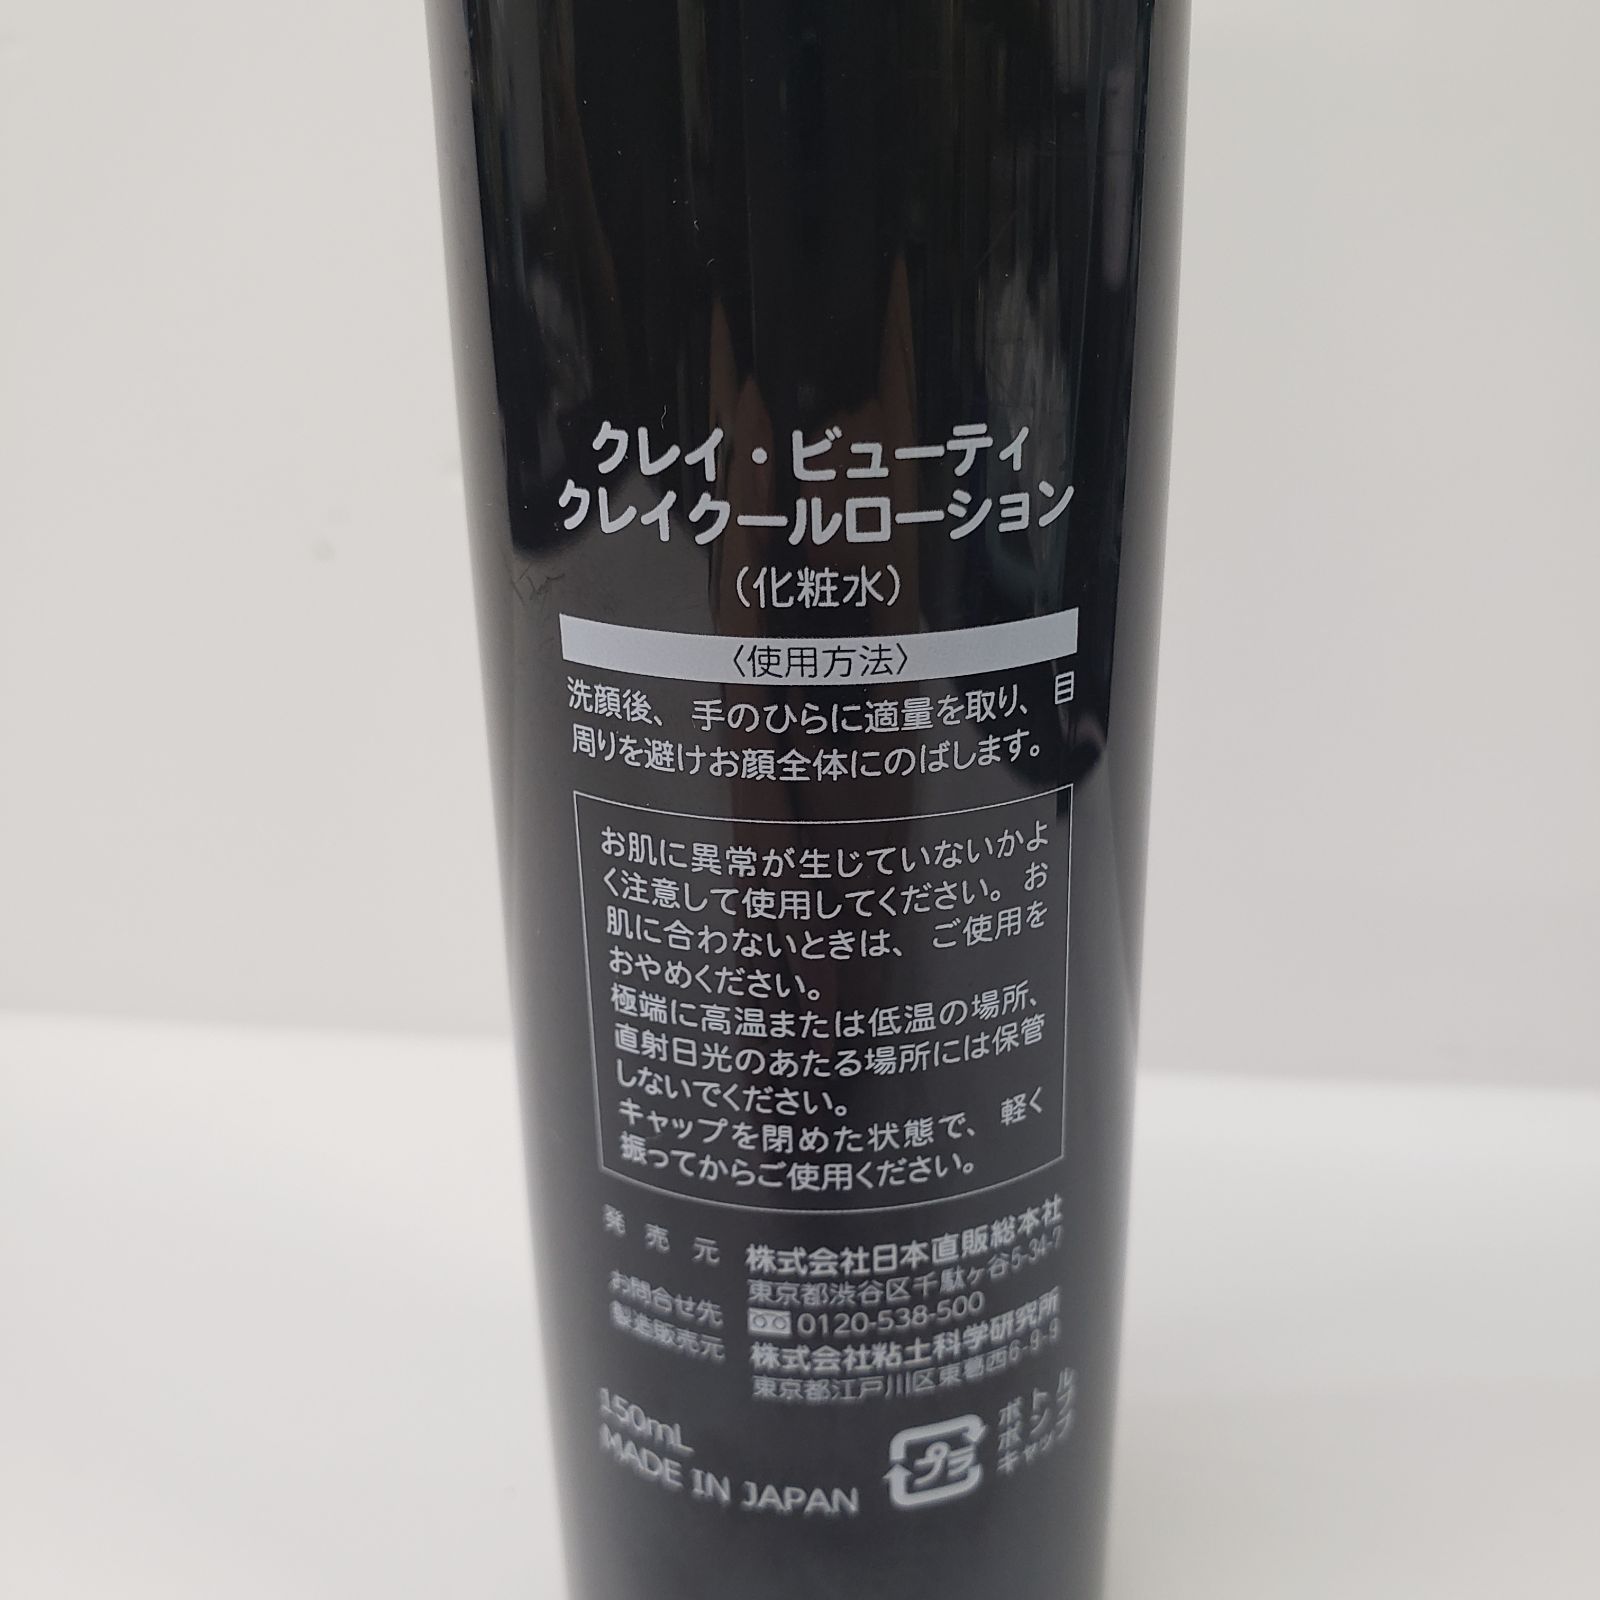 クレイ・ビューティ
クレイクールローション
(化粧水)
〈使用方法〉
洗顔後、手のひらに適量を取り、目
周りを避けお顔全体にのばします。
お肌に異常が生じていないかよ
く注意して使用してください。お
肌に合わないときは、ご使用を
おやめください。
極端に高温または低温の場所、
直射日光のあたる場所には保管
しないでください。
キャップを閉めた状態で、軽く
振ってからご使用ください。
発売元 株式会社日本直販総本社
東京都渋谷区千駄ヶ谷5-34-7
お問合せ先 0120-538-500
製造販売元 株式会社粘土科学研究所
東京都江戸川区東葛西6-9-9
150mL
MADE IN JAPAN
プラ
ボトル
ポンプ
キャップ